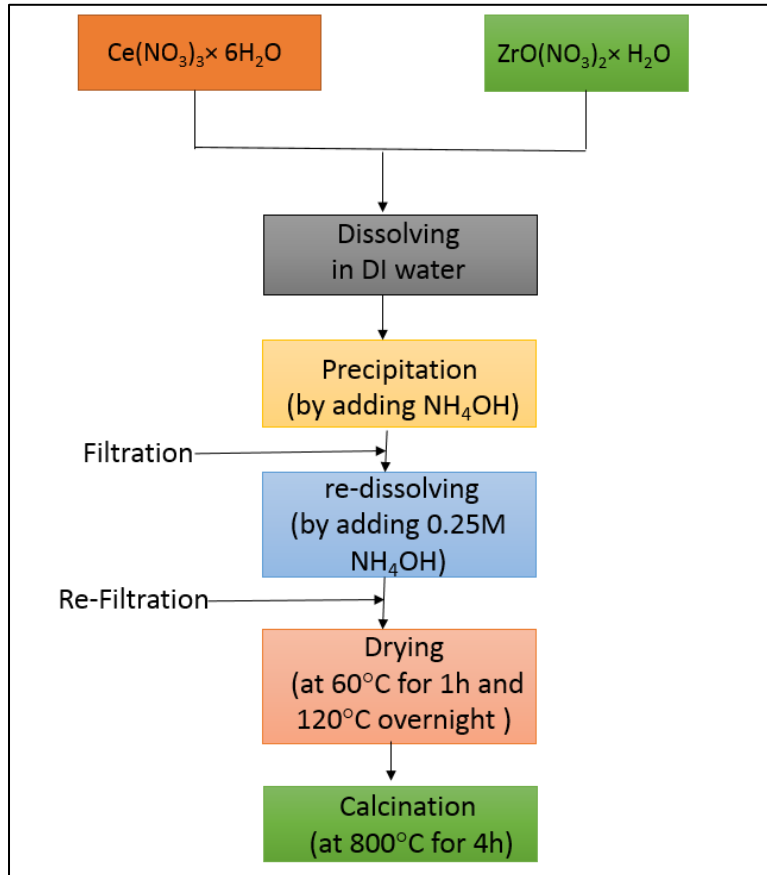 Ce(NO₃)₃× 6H₂O
ZrO(NO₃)₂× H₂O
Dissolving
in DI water
Precipitation
(by adding NH₄OH)
Filtration
re-dissolving
(by adding 0.25M
NH₄OH)
Re-Filtration
Drying
(at 60°C for 1h and
120°C overnight )
Calcination
(at 800°C for 4h)